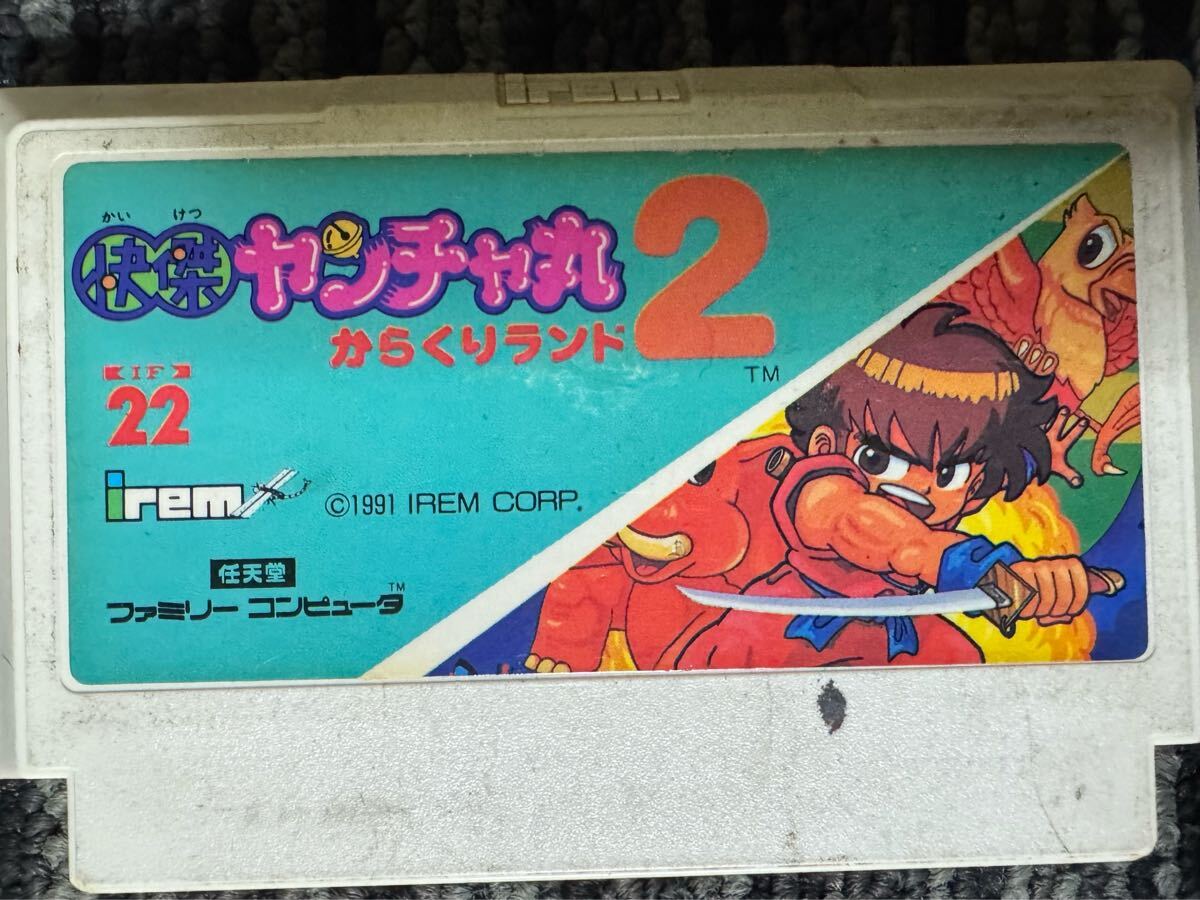 irem
かい けつ
快傑ヤンチャ丸2
からくりランド
TM
IF
22
irem
©1991 IREM CORP.
任天堂
ファミリー コンピュータ TM